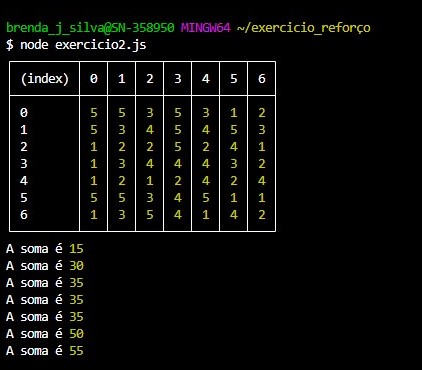 brenda_j_silva@SN-358950 MINGW64 ~/exercicio_reforço
$ node exercicio2.js
(index) 0 1 2 3 4 5 6
0 5 5 3 5 3 1 2
1 5 3 4 5 4 5 3
2 1 2 2 5 2 4 1
3 1 3 4 4 4 3 2
4 1 2 1 2 4 2 4
5 5 5 3 4 5 1 1
6 1 3 5 4 1 4 2
A soma é 15
A soma é 30
A soma é 35
A soma é 35
A soma é 35
A soma é 50
A soma é 55